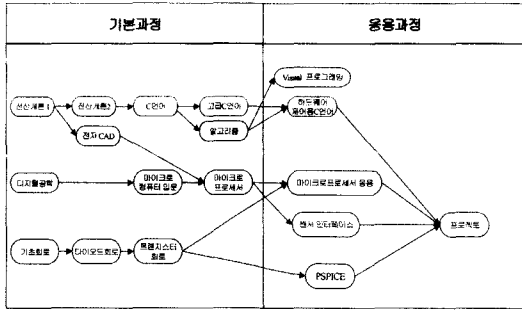 기본과정
응용과정
Visual 프로그래밍
전산개론 1
전산개론2
C언어
고급C언어
하드웨어
제어용C언어
알고리즘
전자 CAD
디지털공학
마이크로
컴퓨터 입문
마이크로
프로세서
마이크로프로세서 응용
센서 인터페이스
프로젝트
기초회로
다이오드회로
트랜지스터
회로
PSPICE